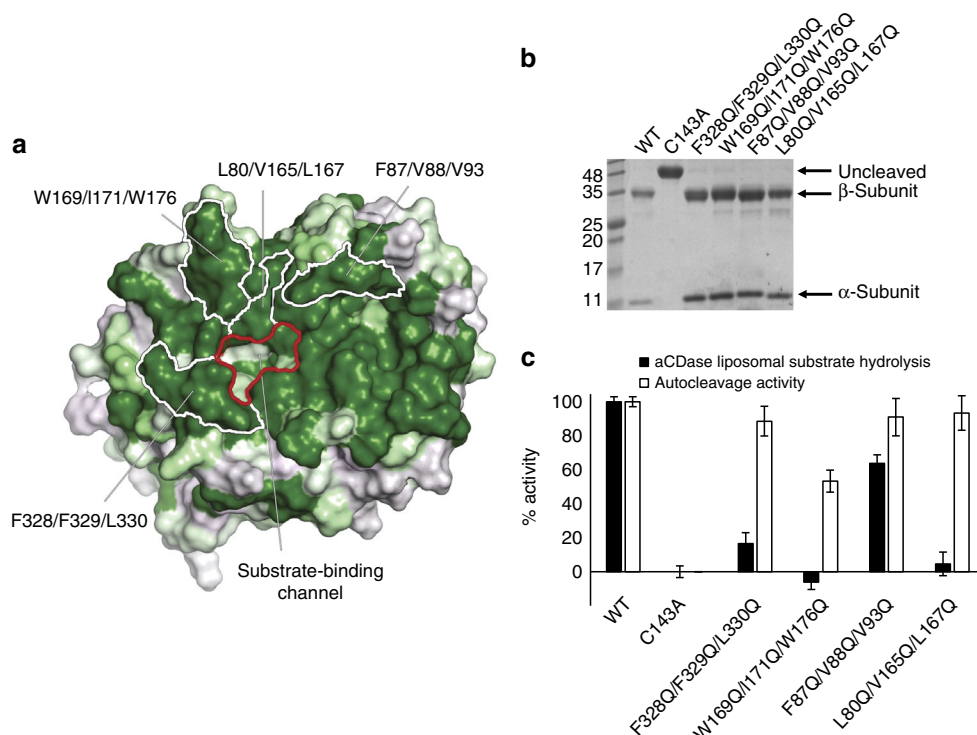 a
W169/I171/W176
L80/V165/L167
F87/V88/V93
F328/F329/L330
Substrate-binding
channel
b
WT
C143A
F328Q/F329Q/L330Q
W169Q/I171Q/W176Q
F87Q/V88Q/V93Q
L80Q/V165Q/L167Q
48
35
25
20
17
11
Uncleaved
β-Subunit
α-Subunit
c
aCDase liposomal substrate hydrolysis
Autocleavage activity
% activity
100
80
60
40
20
0
WT
C143A
F328Q/F329Q/L330Q
W169Q/I171Q/W176Q
F87Q/V88Q/V93Q
L80Q/V165Q/L167Q